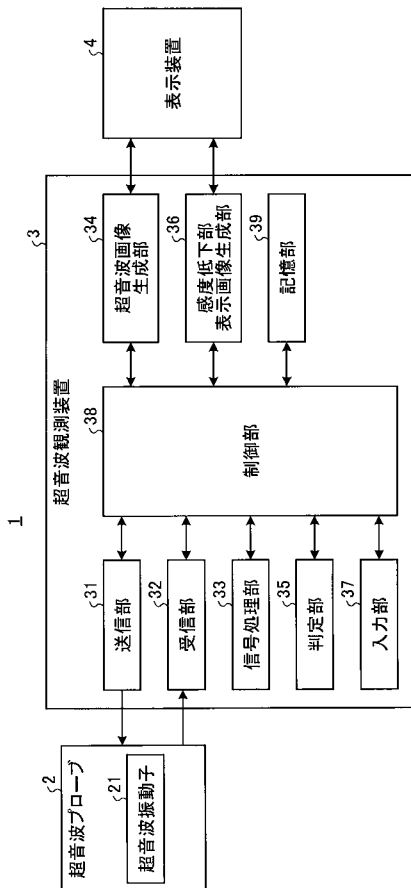 1
2
超音波プローブ
21
超音波振動子
3
超音波観測装置
31
送信部
32
受信部
33
信号処理部
35
判定部
37
入力部
38
制御部
34
超音波画像
生成部
36
感度低下部
表示画像生成部
39
記憶部
4
表示装置